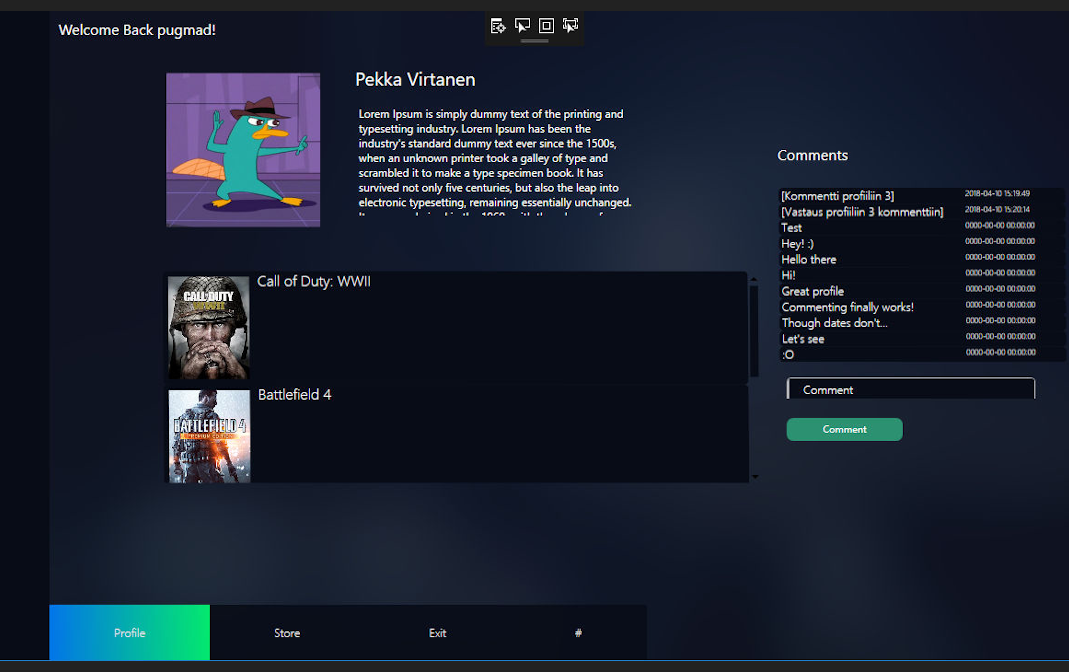 Welcome Back pugmad!
Pekka Virtanen
Lorem Ipsum is simply dummy text of the printing and
typesetting industry. Lorem Ipsum has been the
industry's standard dummy text ever since the 1500s,
when an unknown printer took a galley of type and
scrambled it to make a type specimen book. It has
survived not only five centuries, but also the leap into
electronic typesetting, remaining essentially unchanged.
Call of Duty: WWII
CALL OF DUTY
WWII
Battlefield 4
BATTLEFIELD 4
PREMIUM EDITION
Comments
[Kommentti profiiliin 3] 2018-04-10 15:19:49
[Vastaus profiiliin 3 kommenttiin] 2018-04-10 15:20:14
Test 0000-00-00 00:00:00
Hey! :) 0000-00-00 00:00:00
Hello there 0000-00-00 00:00:00
Hi! 0000-00-00 00:00:00
Great profile 0000-00-00 00:00:00
Commenting finally works! 0000-00-00 00:00:00
Though dates don't... 0000-00-00 00:00:00
Let's see 0000-00-00 00:00:00
:O 0000-00-00 00:00:00
Comment
Comment
Profile Store Exit #